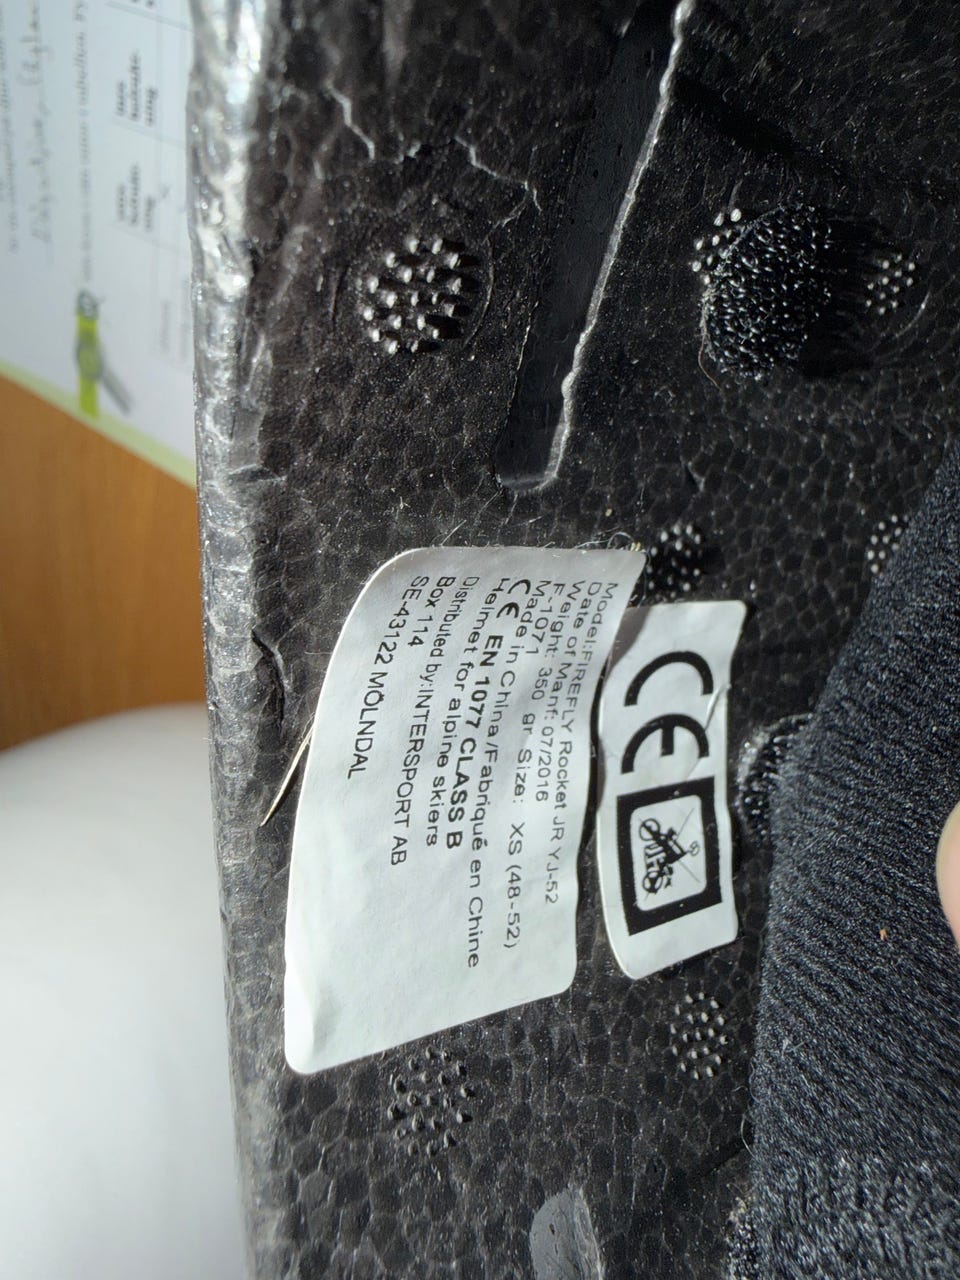 Model:FIREFLY Rocket JR YJ-52
Date of Manf: 07/2016
Weight: 350 gr Size: XS (48-52)
M-1071
Made in China/Fabriqué en Chine
CE EN 1077 CLASS B
Helmet for alpine skiers
Distributed by:INTERSPORT AB
Box 114
SE-43122 MÖLNDAL
CE